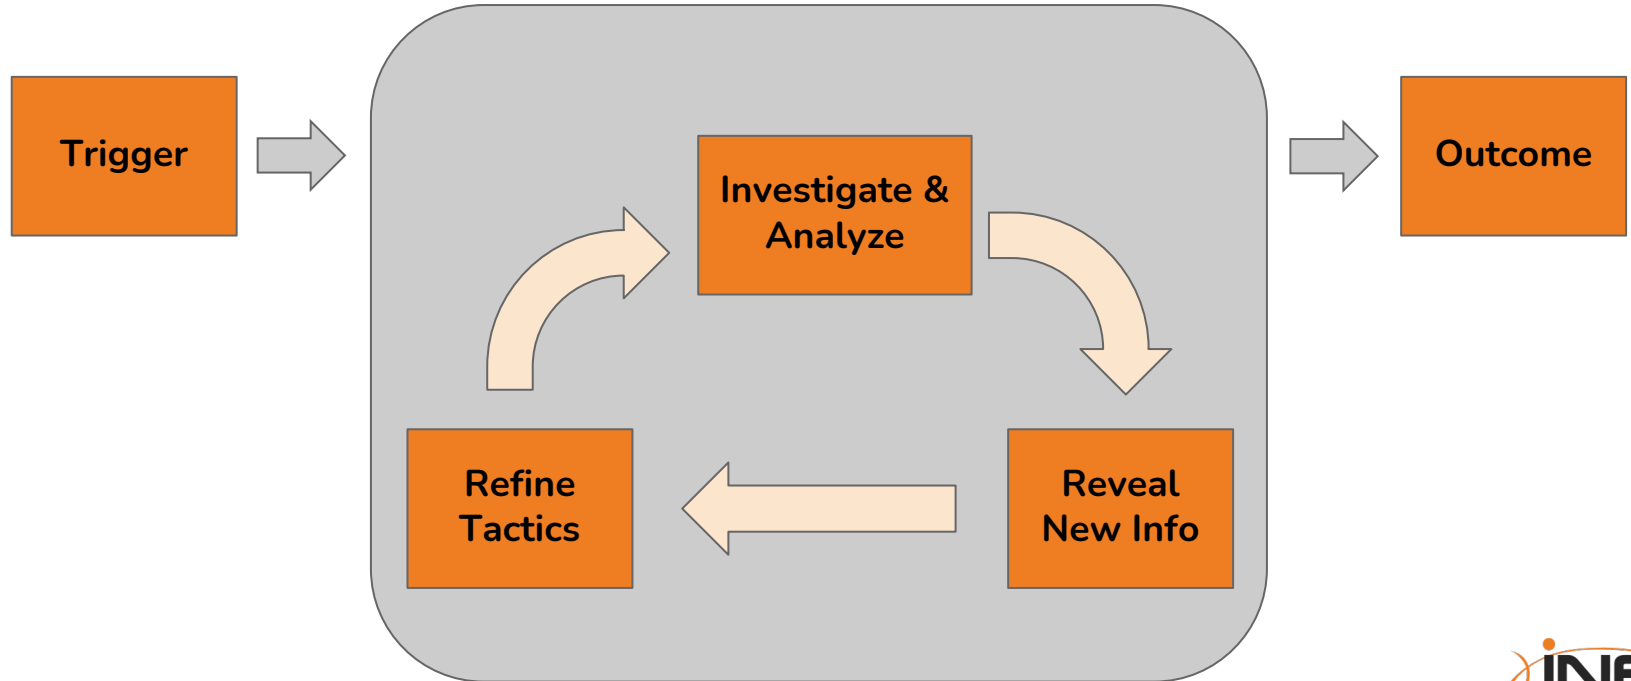 Trigger
Investigate &
Analyze
Outcome
Refine
Tactics
Reveal
New Info